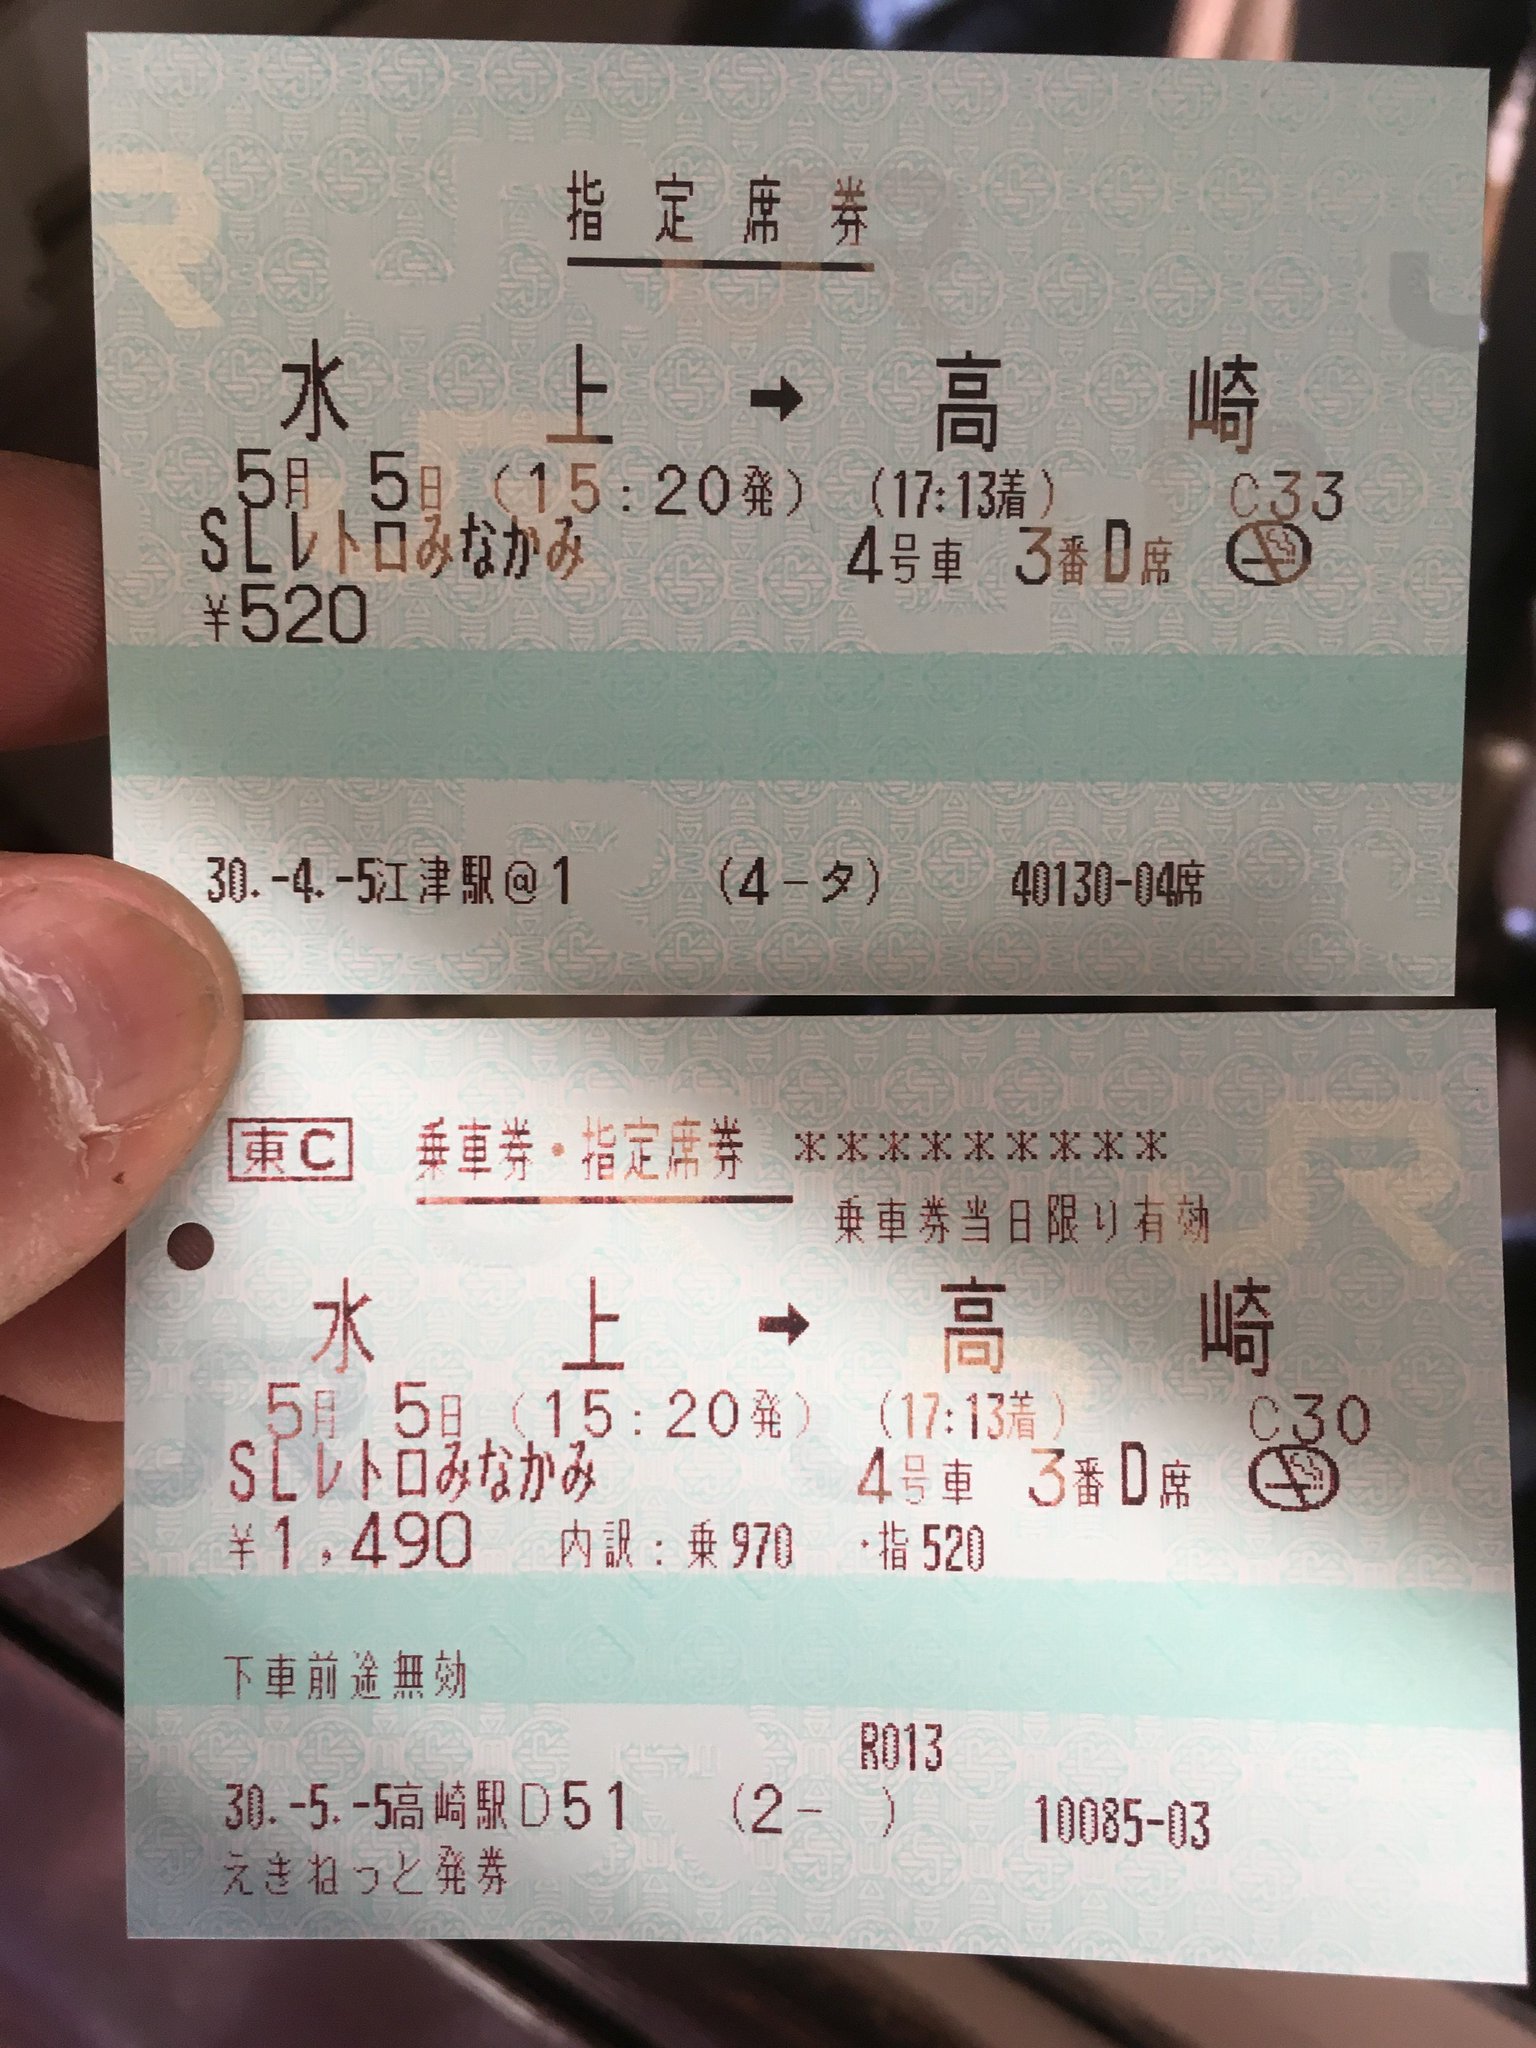 指定席券
水上➡高崎
5月 5日 (15:20発) (17:13着) C33
SLレトロみなかみ 4号車 3番D席
¥520
30.-4.-5江津駅@1 (4-タ) 40130-04席
東C 乗車券・指定席券 *********
乗車券当日限り有効
水上➡高崎
5月 5日 (15:20発) (17:13着) C30
SLレトロみなかみ 4号車 3番D席
¥1,490 内訳:乗970 ・指520
下車前途無効
R013
30.-5.-5高崎駅D51 (2- ) 10085-03
えきねっと発券